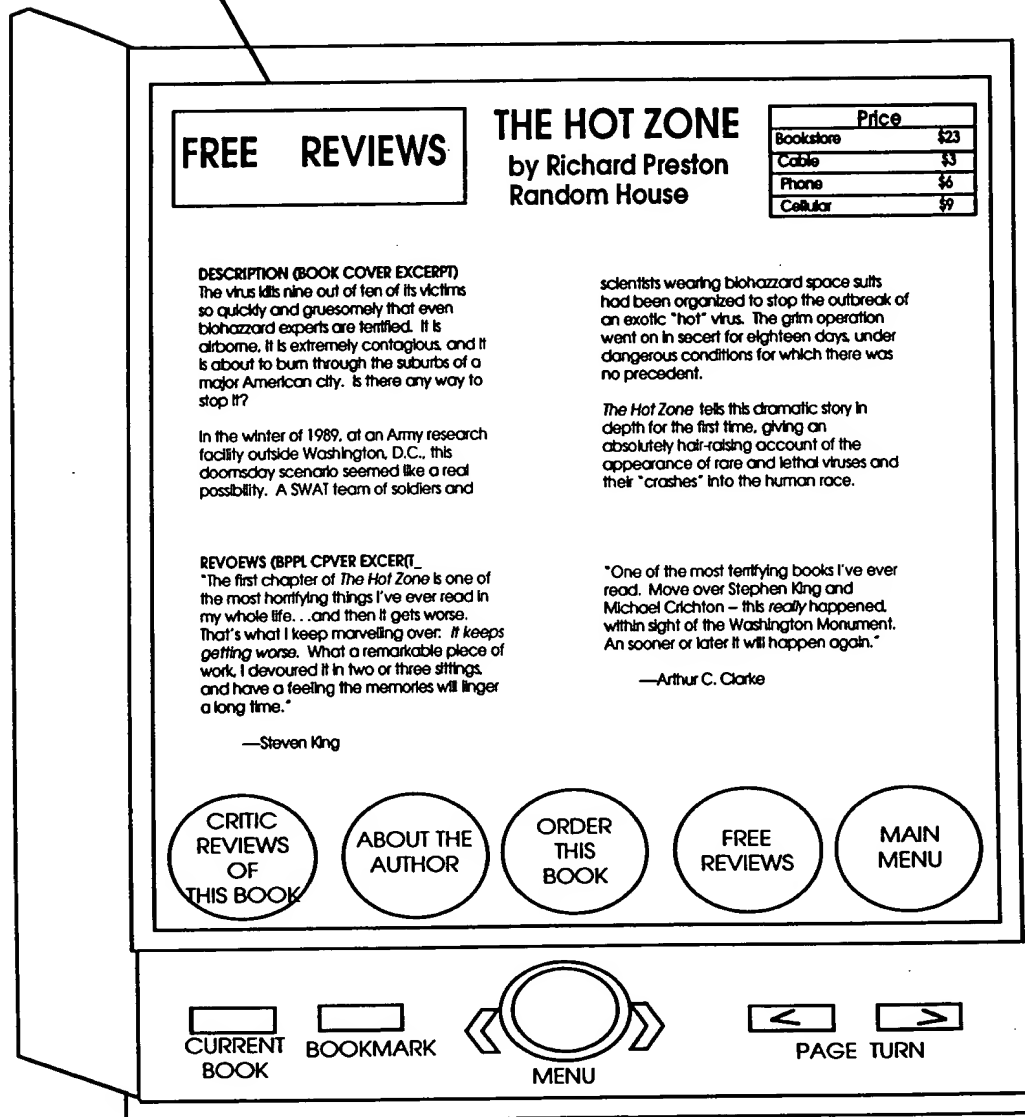 FREE REVIEWS
THE HOT ZONE
by Richard Preston
Random House
Price
Bookstore $23
Cable $3
Phone $6
Cellular $9
DESCRIPTION (BOOK COVER EXCERPT)
The virus kills nine out of ten of its victims
so quickly and gruesomely that even
biohazzard experts are terrified. It is
airborne, it is extremely contagious, and it
is about to burn through the suburbs of a
major American city. Is there any way to
stop it?
In the winter of 1989, at an Army research
facility outside Washington, D.C., this
doomsday scenario seemed like a real
possibility. A SWAT team of soldiers and
scientists wearing biohazzard space suits
had been organized to stop the outbreak of
an exotic "hot" virus. The grim operation
went on in secert for eighteen days, under
dangerous conditions for which there was
no precedent.
The Hot Zone tells this dramatic story in
depth for the first time, giving an
absolutely hair-raising account of the
appearance of rare and lethal viruses and
their "crashes" into the human race.
REVOEWS (BPPL CPVER EXCER(T_
"The first chapter of The Hot Zone is one of
the most horrifying things I've ever read in
my whole life. . .and then it gets worse.
That's what I keep marvelling over: it keeps
getting worse. What a remarkable piece of
work, I devoured it in two or three sittings,
and have a feeling the memories will linger
a long time."
—Steven King
"One of the most terrifying books I've ever
read. Move over Stephen King and
Michael Crichton – this really happened,
within sight of the Washington Monument.
An sooner or later it will happen again."
—Arthur C. Clarke
CRITIC
REVIEWS
OF
THIS BOOK
ABOUT THE
AUTHOR
ORDER
THIS
BOOK
FREE
REVIEWS
MAIN
MENU
CURRENT
BOOK
BOOKMARK
MENU
< >
PAGE TURN